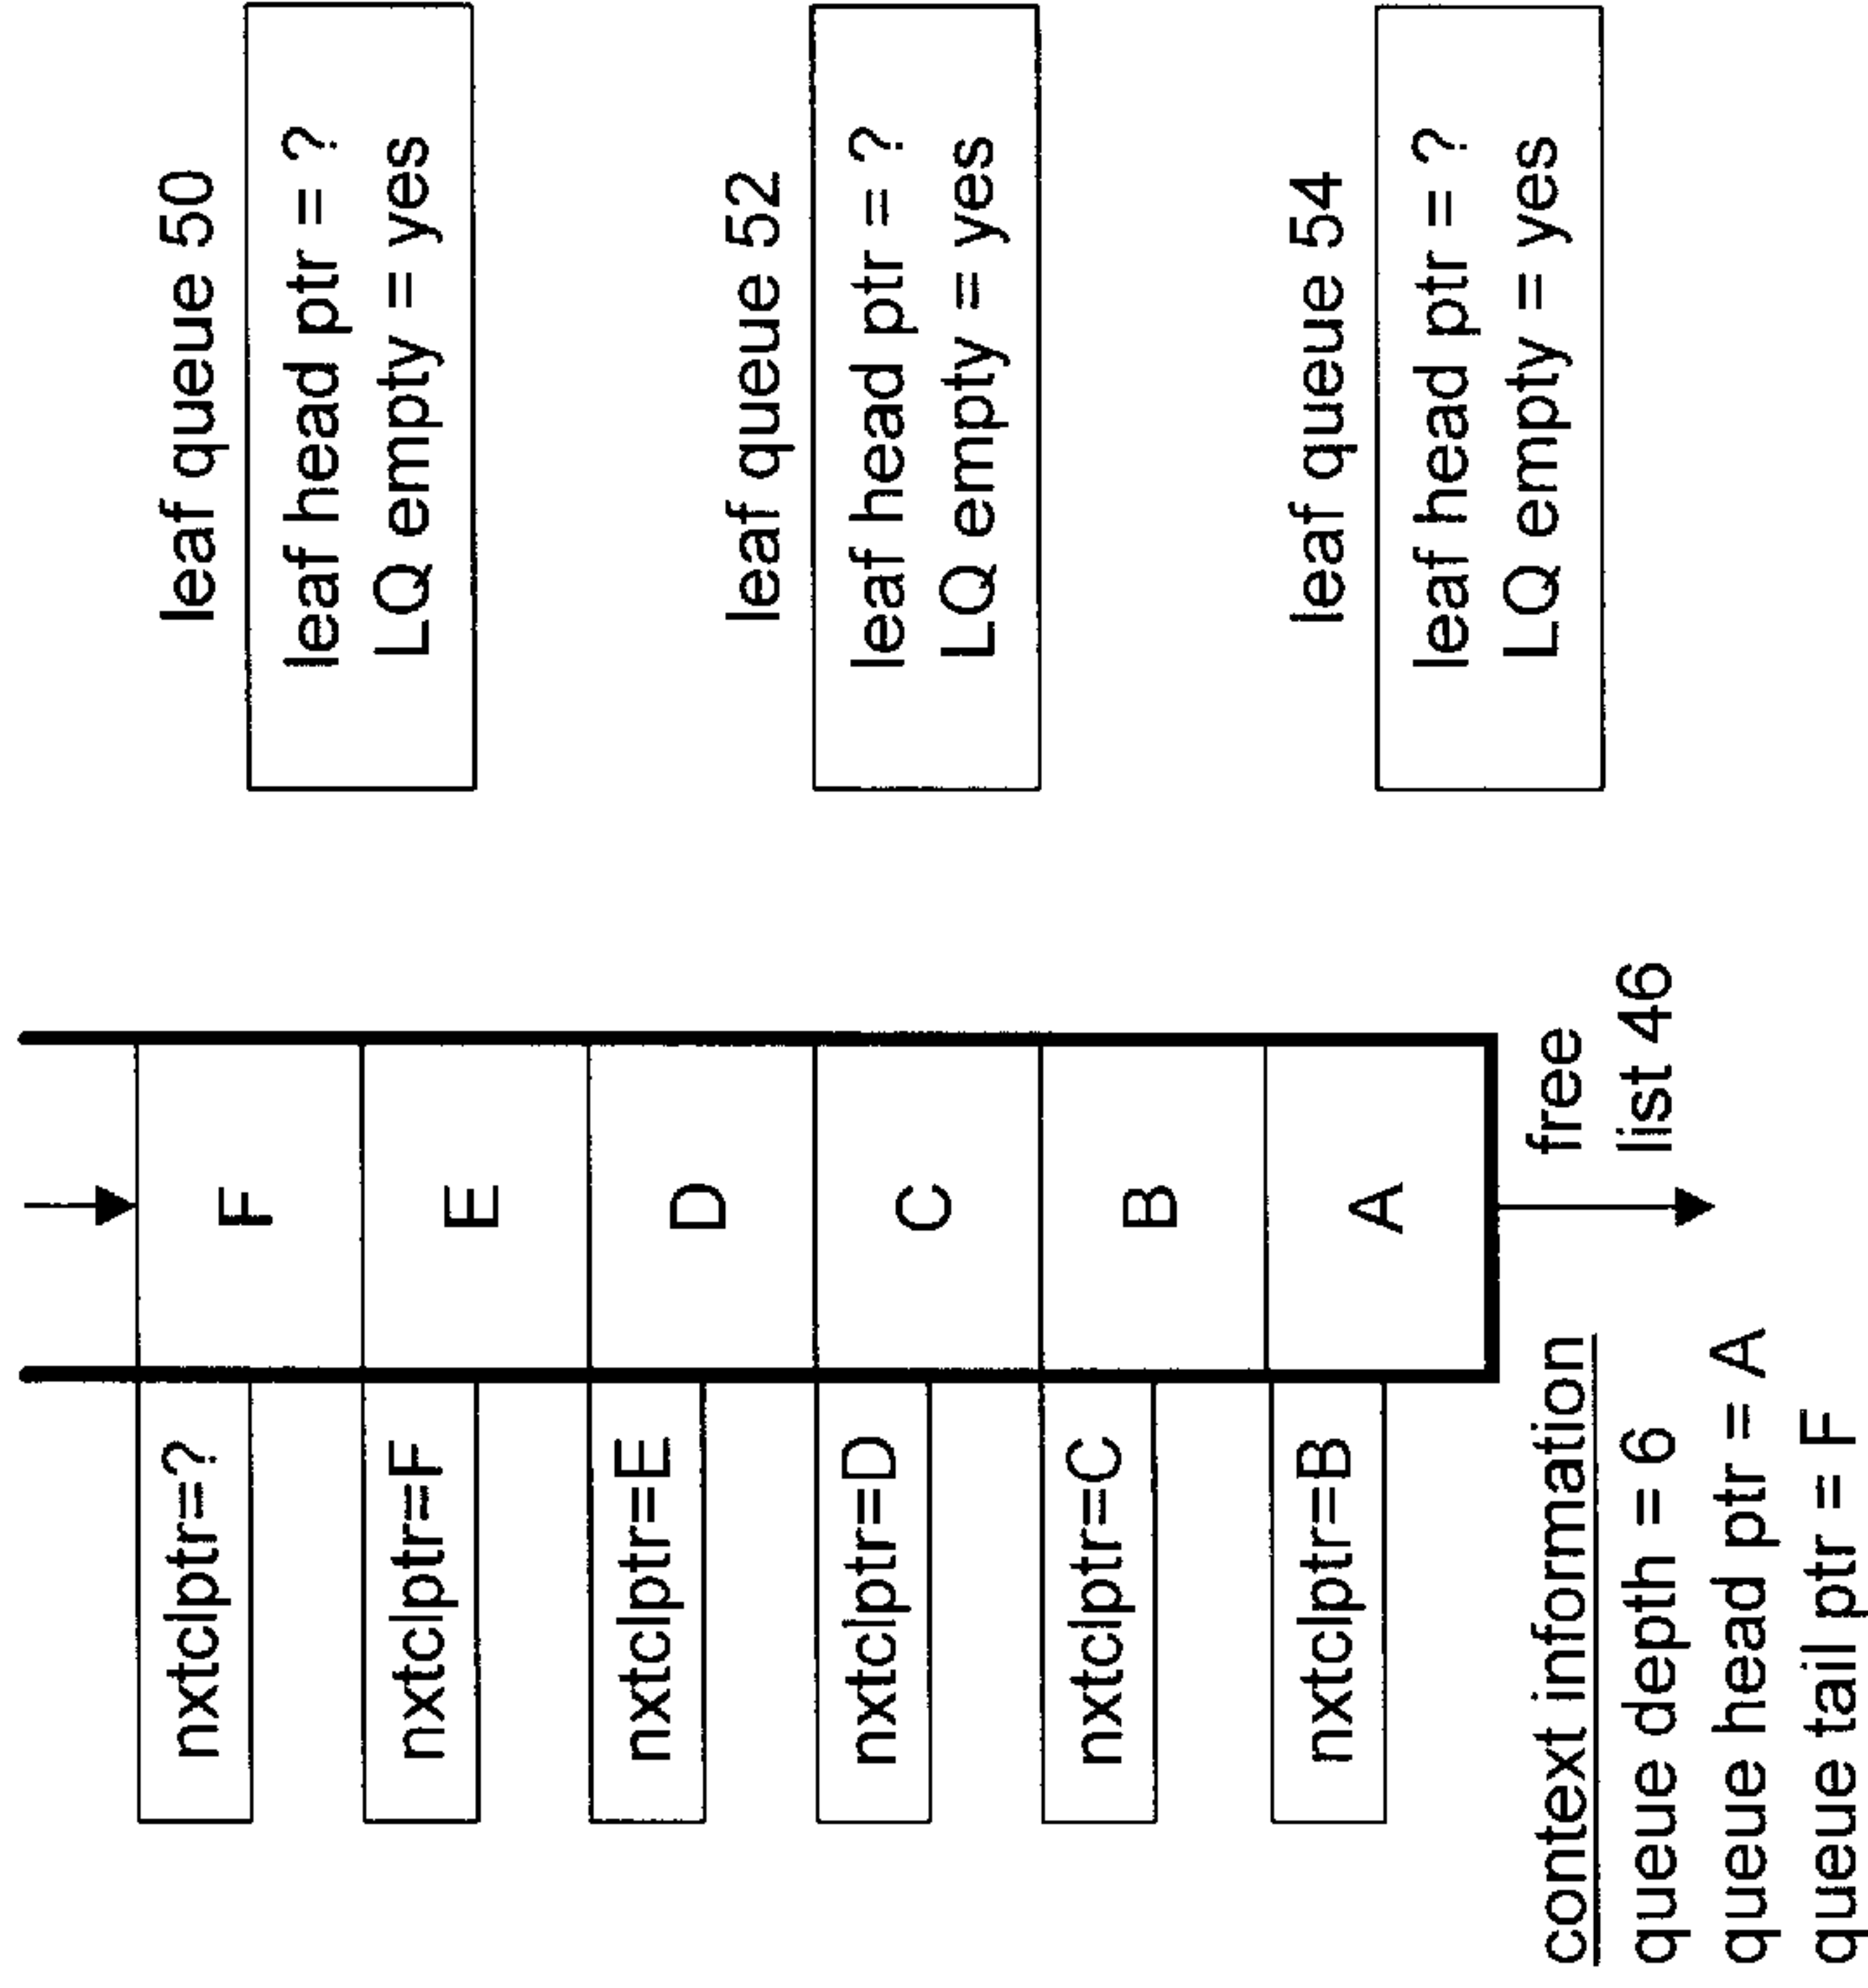 leaf queue 50
leaf head ptr = ?
LQ empty = yes
leaf queue 52
leaf head ptr = ?
LQ empty = yes
leaf queue 54
leaf head ptr = ?
LQ empty = yes
F
E
D
C
B
A
free
list 46
nxtclptr=?
nxtclptr=F
nxtclptr=E
nxtclptr=D
nxtclptr=C
nxtclptr=B
context information
queue depth = 6
queue head ptr = A
queue tail ptr = F